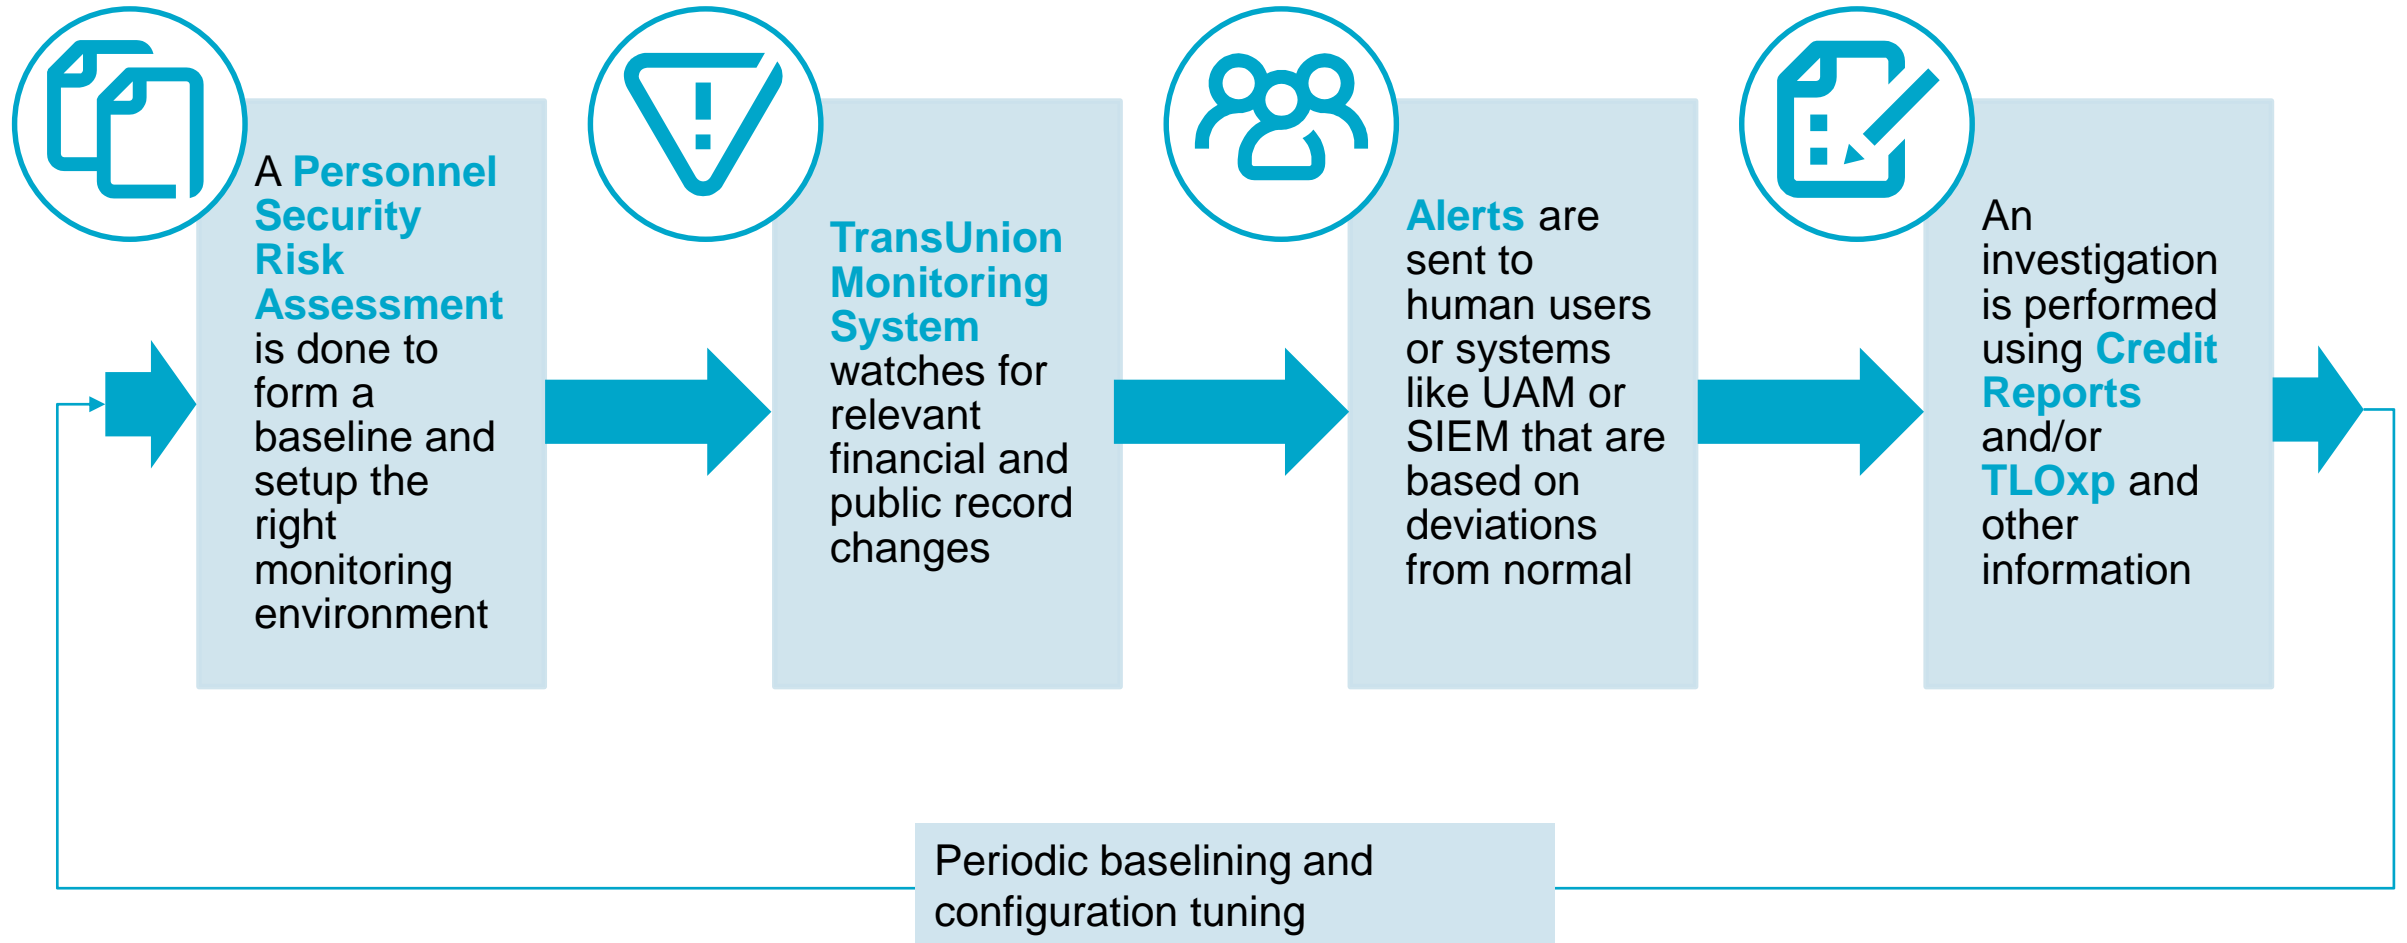 A Personnel
Security
Risk
Assessment
is done to
form a
baseline and
setup the
right
monitoring
environment
TransUnion
Monitoring
System
watches for
relevant
financial and
public record
changes
Alerts are
sent to
human users
or systems
like UAM or
SIEM that are
based on
deviations
from normal
An
investigation
is performed
using Credit
Reports
and/or
TLOxp and
other
information
Periodic baselining and
configuration tuning